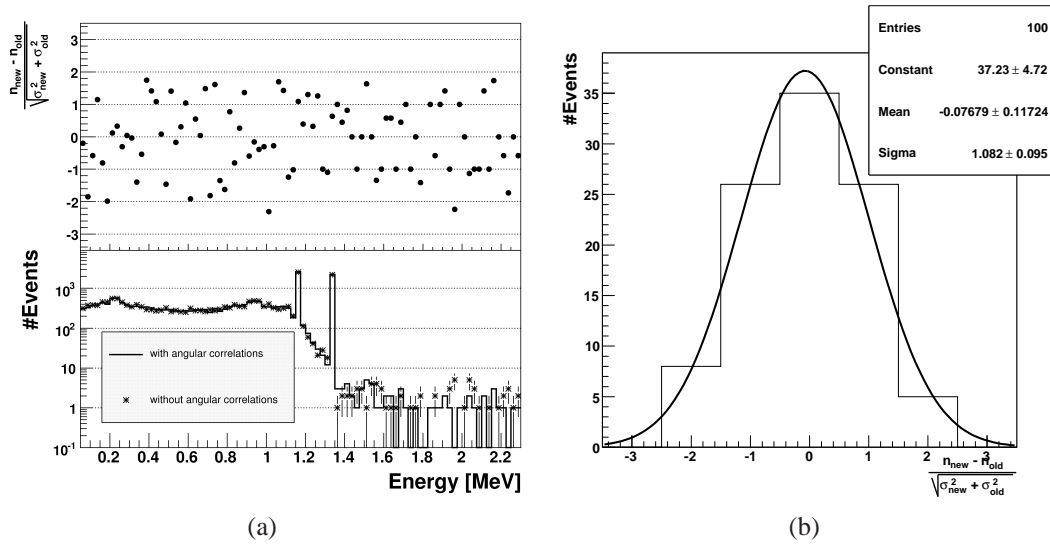 n_new - n_old
√σ²_new + σ²_old
3
2
1
0
-1
-2
-3
#Events
10³
10²
10
1
10⁻¹
with angular correlations
without angular correlations
0.2 0.4 0.6 0.8 1 1.2 1.4 1.6 1.8 2 2.2
Energy [MeV]
(a)
Entries 100
Constant 37.23 ± 4.72
Mean -0.07679 ± 0.11724
Sigma 1.082 ± 0.095
#Events
35
30
25
20
15
10
5
0
-3 -2 -1 0 1 2 3
n_new - n_old
√σ²_new + σ²_old
(b)